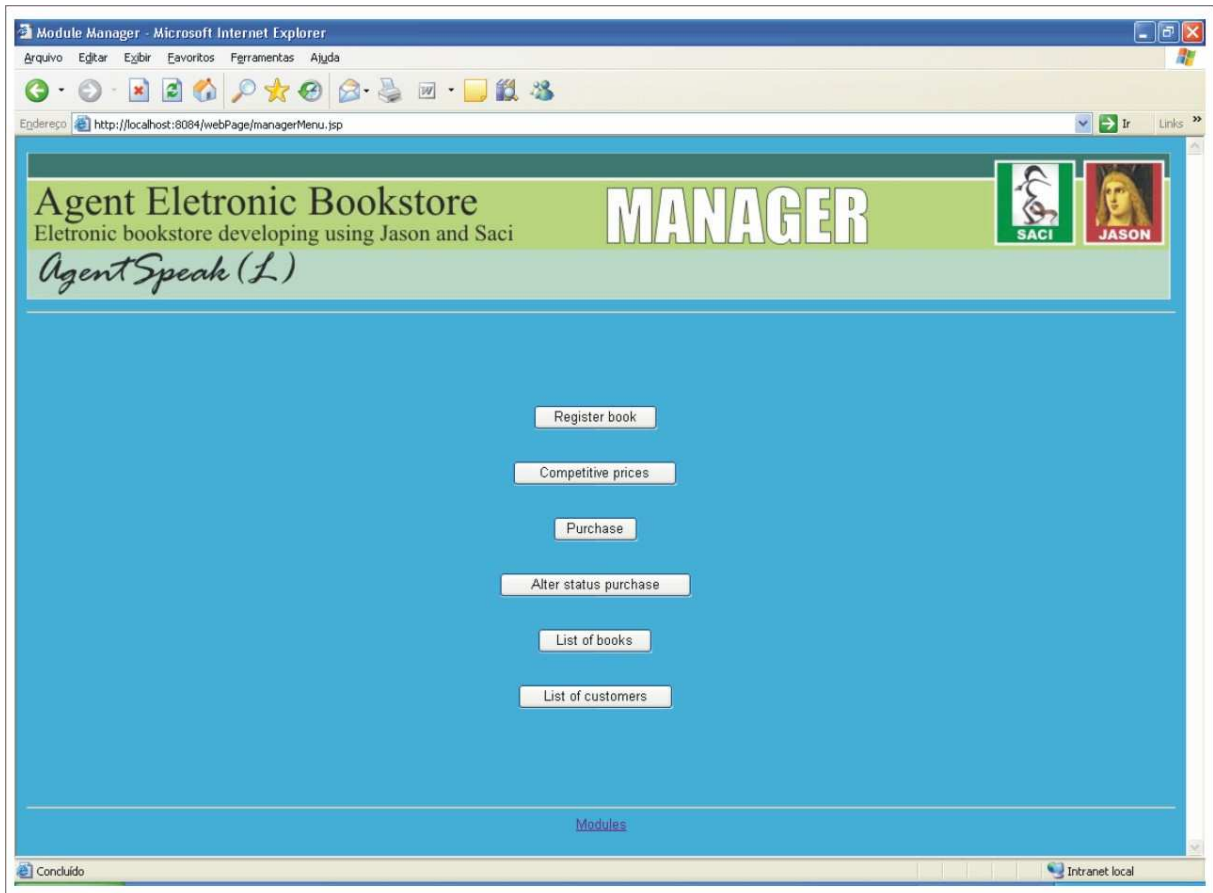 Module Manager - Microsoft Internet Explorer
Arquivo Editar Exibir Favoritos Ferramentas Ajuda
Endereço http://localhost:8084/webPage/managerMenu.jsp Ir Links »
Agent Eletronic Bookstore
Eletronic bookstore developing using Jason and Saci
AgentSpeak (L)
MANAGER
SACI
JASON
Register book
Competitive prices
Purchase
Alter status purchase
List of books
List of customers
Modules
Concluído Intranet local